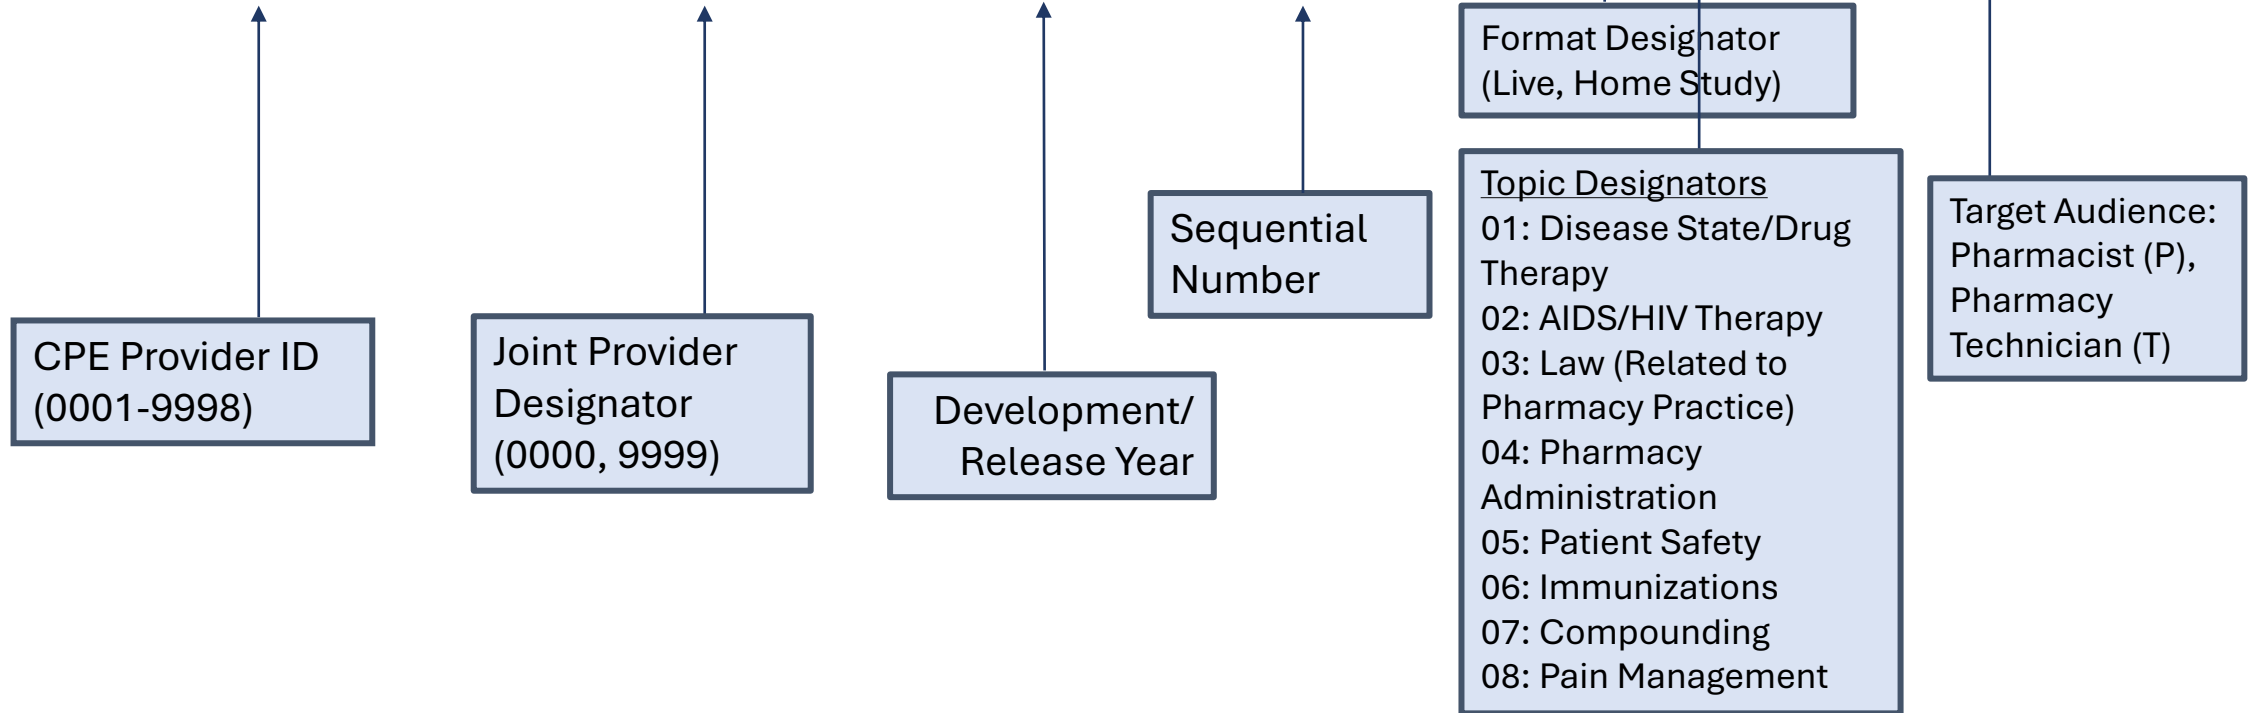 CPE Provider ID
(0001-9998)
Joint Provider
Designator
(0000, 9999)
Development/
Release Year
Sequential
Number
Format Designator
(Live, Home Study)
Topic Designators
01: Disease State/Drug
Therapy
02: AIDS/HIV Therapy
03: Law (Related to
Pharmacy Practice)
04: Pharmacy
Administration
05: Patient Safety
06: Immunizations
07: Compounding
08: Pain Management
Target Audience:
Pharmacist (P),
Pharmacy
Technician (T)